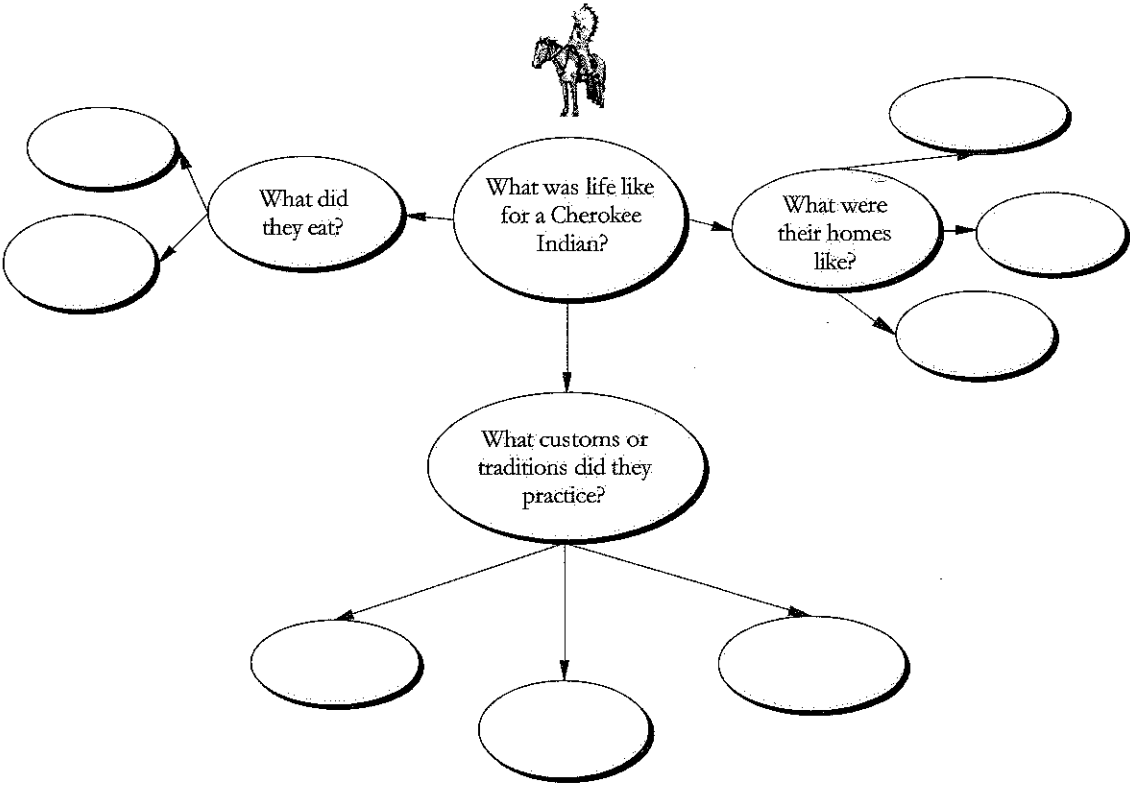 What was life like
for a Cherokee
Indian?
What did
they eat?
What were
their homes
like?
What customs or
traditions did they
practice?